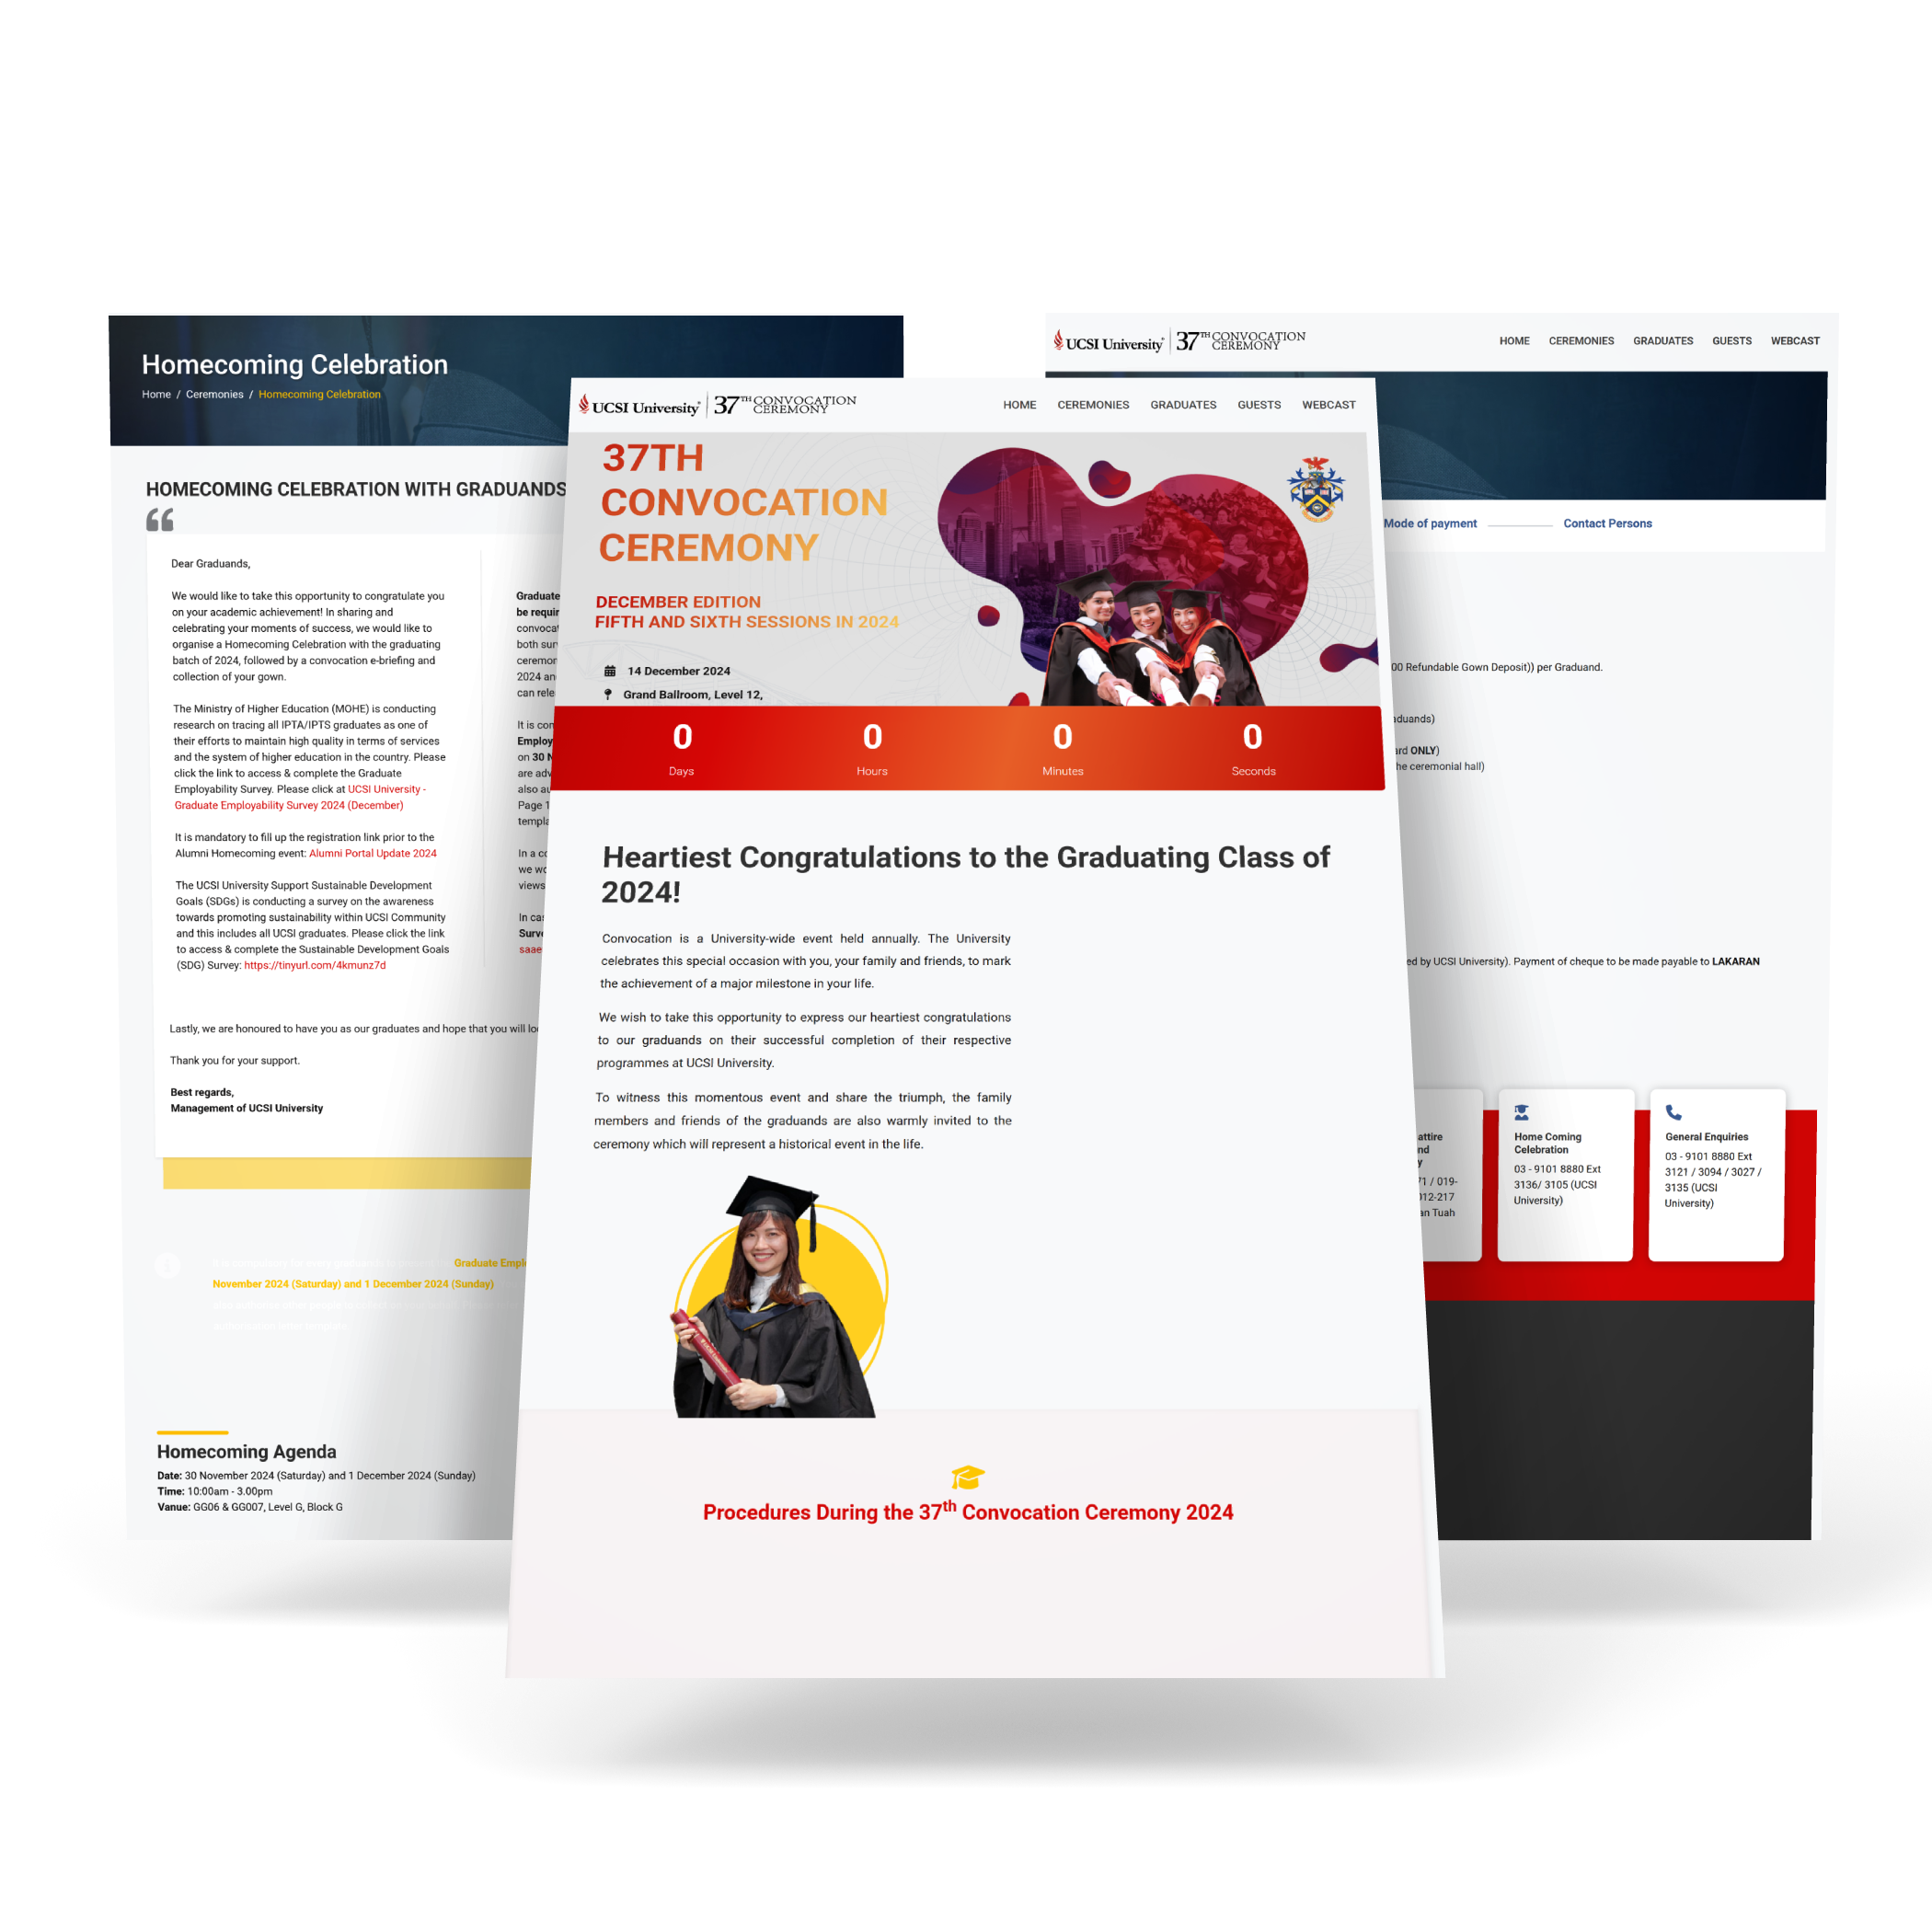 Homecoming Celebration
Home / Ceremonies / Homecoming Celebration
HOMECOMING CELEBRATION WITH GRADUANDS
Dear Graduands,
We would like to take this opportunity to congratulate you
on your academic achievement! In sharing and
celebrating your moments of success, we would like to
organise a Homecoming Celebration with the graduating
batch of 2024, followed by a convocation e-briefing and
collection of your gown.
The Ministry of Higher Education (MOHE) is conducting
research on tracing all IPTA/IPTS graduates as one of
their efforts to maintain high quality in terms of services
and the system of higher education in the country. Please
click the link to access & complete the Graduate
Employability Survey. Please click at UCSI University -
Graduate Employability Survey 2024 (December)
It is mandatory to fill up the registration link prior to the
Alumni Homecoming event: Alumni Portal Update 2024
The UCSI University Support Sustainable Development
Goals (SDGs) is conducting a survey on the awareness
towards promoting sustainability within UCSI Community
and this includes all UCSI graduates. Please click the link
to access & complete the Sustainable Development Goals
(SDG) Survey: https://tinyurl.com/4kmunz7d
Graduate
be requir
convocat
both sur
ceremor
2024 an
can rele
It is con
Employ
on 30 N
are adv
also au
Page 1
templa
In a co
we wo
views
In cas
Surve
saae
Lastly, we are honoured to have you as our graduates and hope that you will
Thank you for your support.
Best regards,
Management of UCSI University
Graduate Empl
November 2024 (Saturday) and 1 December 2024 (Sunday)
Homecoming Agenda
Date: 30 November 2024 (Saturday) and 1 December 2024 (Sunday)
Time: 10:00am - 3.00pm
Vanue: GG06 & GG007, Level G, Block G
UCSI University 37TH CONVOCATION CEREMONY
HOME CEREMONIES GRADUATES GUESTS WEBCAST
37TH
CONVOCATION
CEREMONY
DECEMBER EDITION
FIFTH AND SIXTH SESSIONS IN 2024
14 December 2024
Grand Ballroom, Level 12,
0 0 0 0
Days Hours Minutes Seconds
Heartiest Congratulations to the Graduating Class of
2024!
Convocation is a University-wide event held annually. The University
celebrates this special occasion with you, your family and friends, to mark
the achievement of a major milestone in your life.
We wish to take this opportunity to express our heartiest congratulations
to our graduands on their successful completion of their respective
programmes at UCSI University.
To witness this momentous event and share the triumph, the family
members and friends of the graduands are also warmly invited to the
ceremony which will represent a historical event in the life.
Procedures During the 37th Convocation Ceremony 2024
UCSI University 37TH CONVOCATION CEREMONY
HOME CEREMONIES GRADUATES GUESTS WEBCAST
Mode of payment Contact Persons
00 Refundable Gown Deposit)) per Graduand.
aduands)
ard ONLY)
he ceremonial hall)
ed by UCSI University). Payment of cheque to be made payable to LAKARAN
attire
nd
y
71 / 019-
012-217
an Tuah
Home Coming
Celebration
03 - 9101 8880 Ext
3136/ 3105 (UCSI
University)
General Enquiries
03 - 9101 8880 Ext
3121 / 3094 / 3027 /
3135 (UCSI
University)